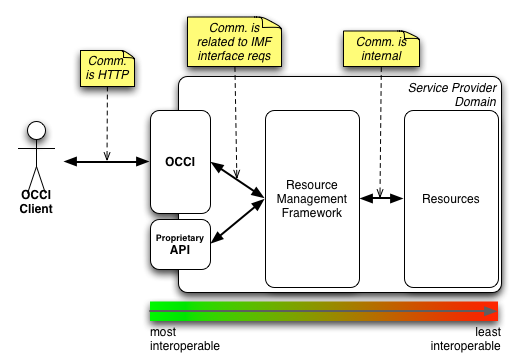 Comm.
is HTTP
Comm. is
related to IMF
interface reqs
Comm. is
internal
Service Provider
Domain
OCCI
Client
OCCI
Proprietary
API
Resource
Management
Framework
Resources
most
interoperable
least
interoperable